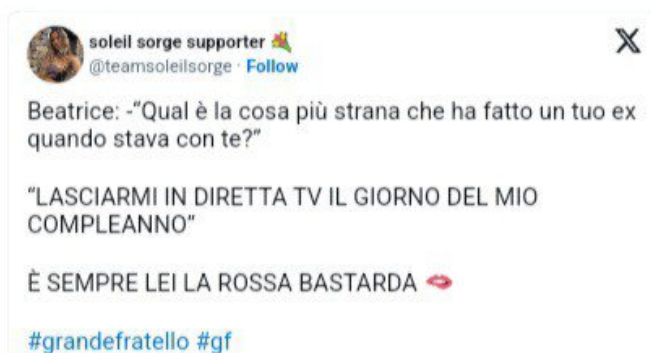 soleil sorge supporter 💐
@teamsoleilsorge · Follow
Beatrice: -“Qual è la cosa più strana che ha fatto un tuo ex
quando stava con te?”
“LASCIARMI IN DIRETTA TV IL GIORNO DEL MIO
COMPLEANNO”
È SEMPRE LEI LA ROSSA BASTARDA 🫦
#grandefratello #gf